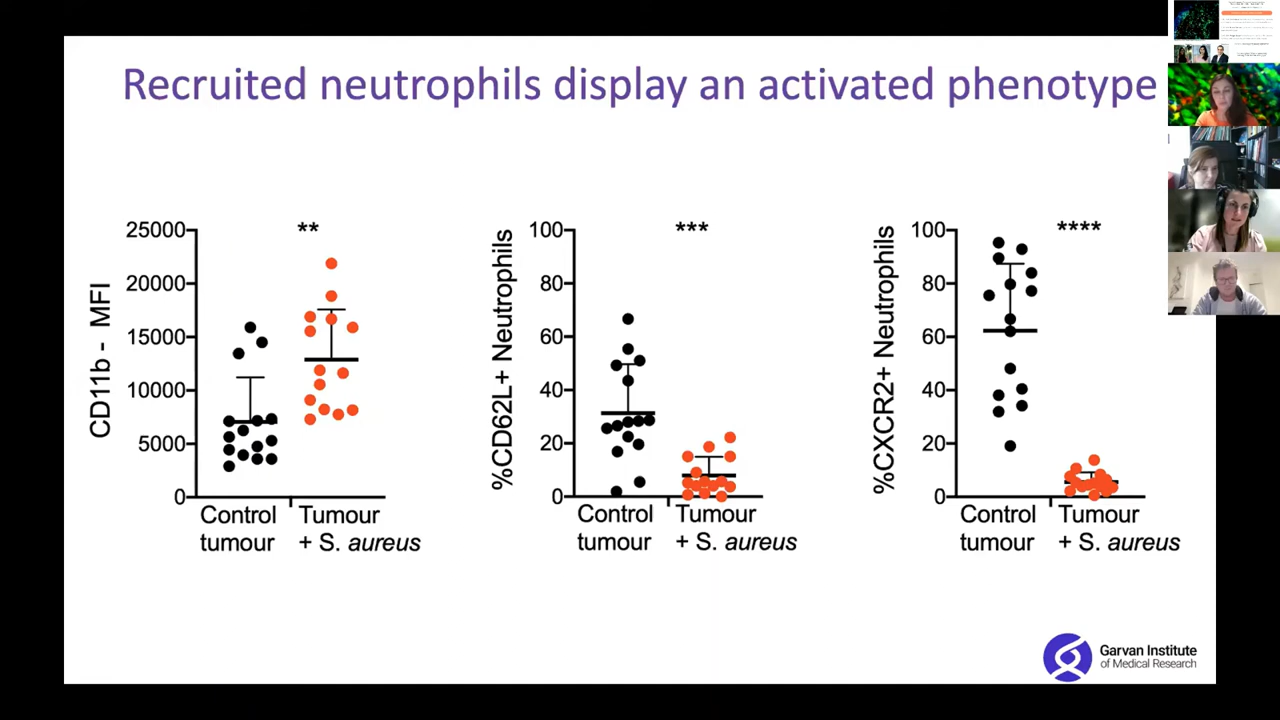 Recruited neutrophils display an activated phenotype
CD11b - MFI
25000
20000
15000
10000
5000
0
**
Control
tumour
Tumour
+ S. aureus
%CD62L+ Neutrophils
100
80
60
40
20
0
***
Control
tumour
Tumour
+ S. aureus
%CXCR2+ Neutrophils
100
80
60
40
20
0
****
Control
tumour
Tumour
+ S. aureus
Garvan Institute
of Medical Research